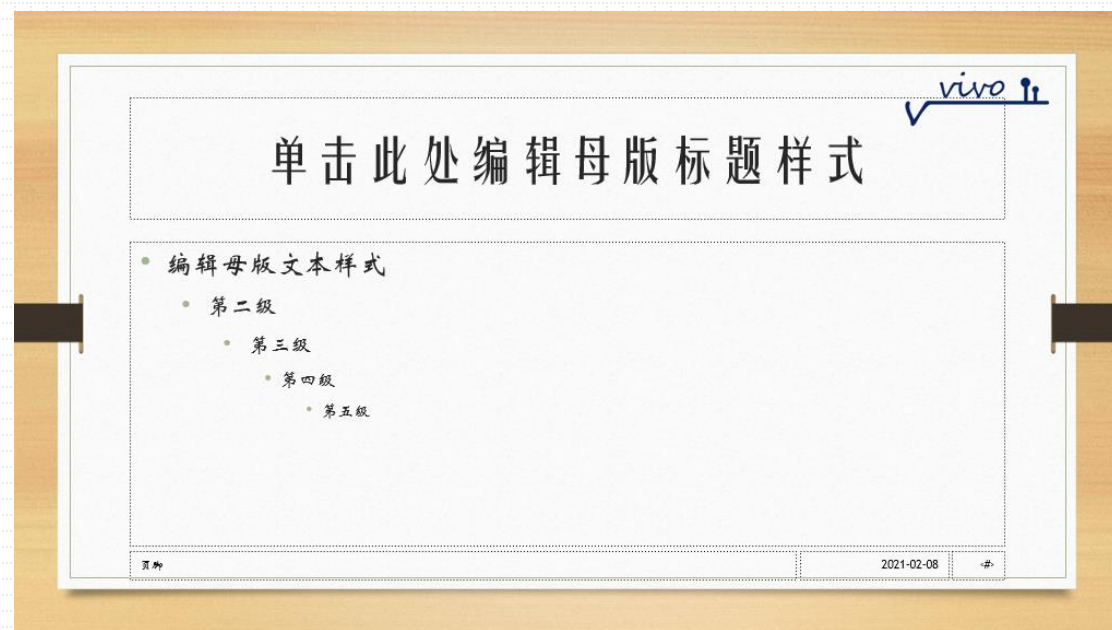 vivo
单击此处编辑母版标题样式
• 编辑母版文本样式
• 第二级
• 第三级
• 第四级
• 第五级
页脚
2021-02-08
‹#›